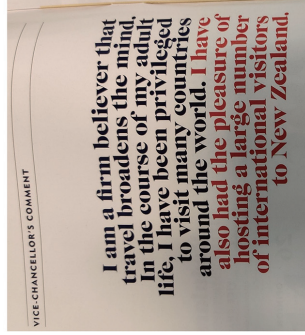 VICE-CHANCELLOR'S COMMENT
I am a firm believer that
travel broadens the mind.
In the course of my adult
life, I have been privileged
to visit many countries
around the world. I have
also had the pleasure of
hosting a large number
of international visitors
to New Zealand.